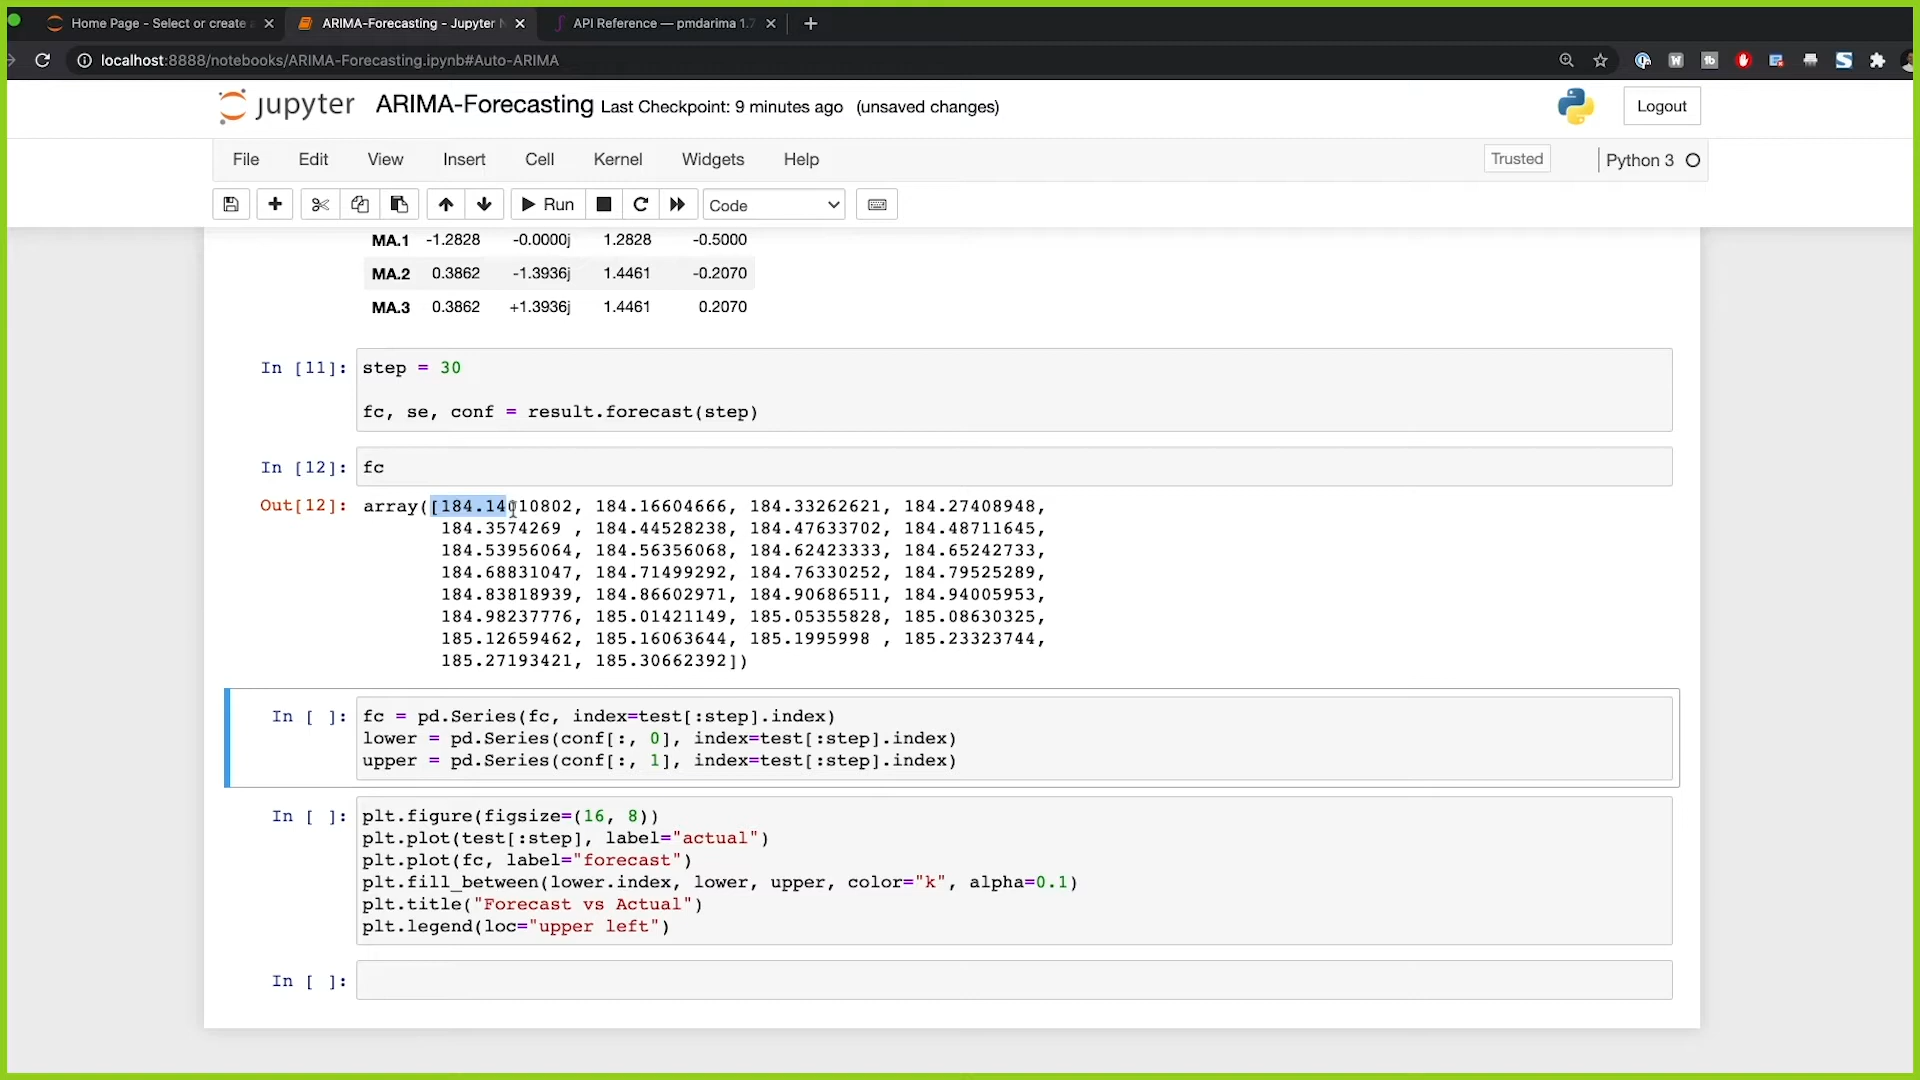 Home Page - Select or create a
ARIMA-Forecasting - Jupyter N
API Reference — pmdarima 1.7
localhost:8888/notebooks/ARIMA-Forecasting.ipynb#Auto-ARIMA
jupyter ARIMA-Forecasting Last Checkpoint: 9 minutes ago (unsaved changes)
Logout
File Edit View Insert Cell Kernel Widgets Help
Trusted
Python 3
Run
Code
MA.1 -1.2828 -0.0000j 1.2828 -0.5000
MA.2 0.3862 -1.3936j 1.4461 -0.2070
MA.3 0.3862 +1.3936j 1.4461 0.2070
In [11]: step = 30
fc, se, conf = result.forecast(step)
In [12]: fc
Out[12]: array([184.14010802, 184.16604666, 184.33262621, 184.27408948,
184.3574269 , 184.44528238, 184.47633702, 184.48711645,
184.53956064, 184.56356068, 184.62423333, 184.65242733,
184.68831047, 184.71499292, 184.76330252, 184.79525289,
184.83818939, 184.86602971, 184.90686511, 184.94005953,
184.98237776, 185.01421149, 185.05355828, 185.08630325,
185.12659462, 185.16063644, 185.1995998 , 185.23323744,
185.27193421, 185.30662392])
In [ ]: fc = pd.Series(fc, index=test[:step].index)
lower = pd.Series(conf[:, 0], index=test[:step].index)
upper = pd.Series(conf[:, 1], index=test[:step].index)
In [ ]: plt.figure(figsize=(16, 8))
plt.plot(test[:step], label="actual")
plt.plot(fc, label="forecast")
plt.fill_between(lower.index, lower, upper, color="k", alpha=0.1)
plt.title("Forecast vs Actual")
plt.legend(loc="upper left")
In [ ]: